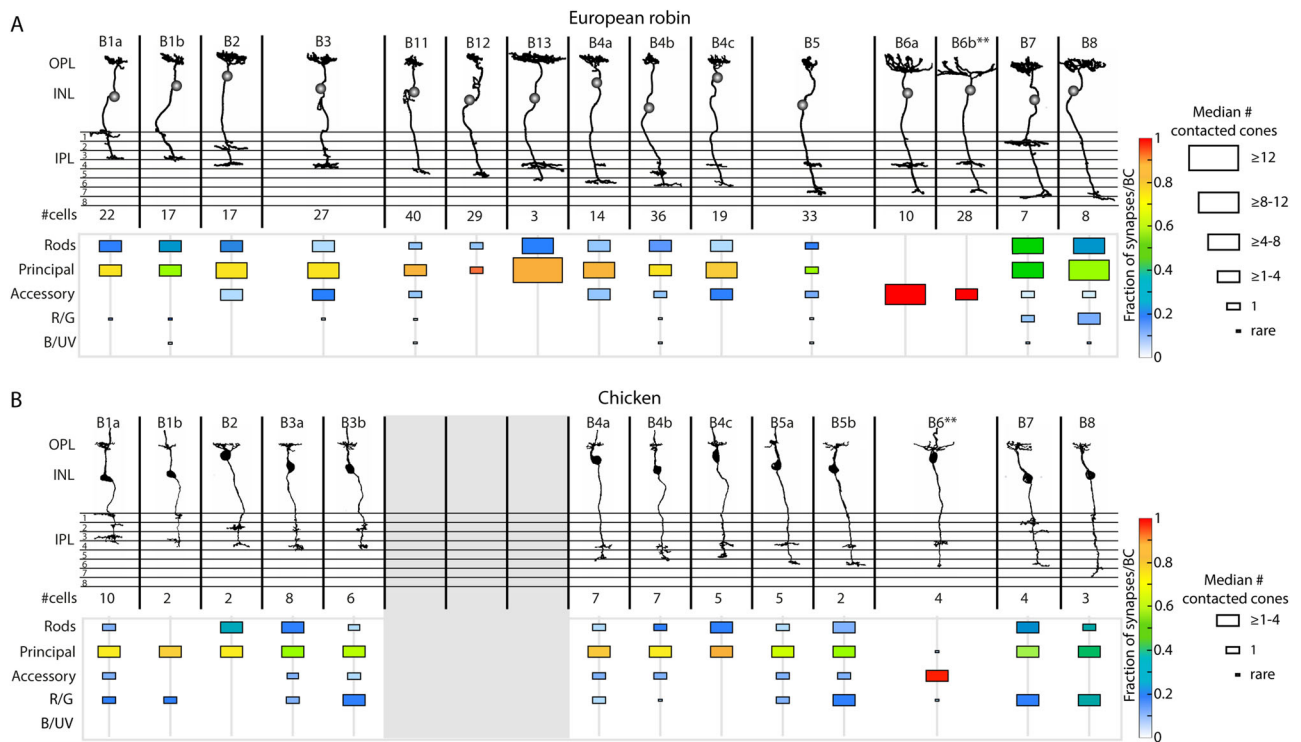 A
European robin
B1a B1b B2 B3 B11 B12 B13 B4a B4b B4c B5 B6a B6b** B7 B8
OPL
INL
IPL
1
2
3
4
5
6
7
8
#cells 22 17 17 27 40 29 3 14 36 19 33 10 28 7 8
Rods
Principal
Accessory
R/G
B/UV
Fraction of synapses/BC
1
0.8
0.6
0.4
0.2
0
Median #
contacted cones
≥12
≥8-12
≥4-8
≥1-4
1
rare
B
Chicken
B1a B1b B2 B3a B3b B4a B4b B4c B5a B5b B6** B7 B8
OPL
INL
IPL
1
2
3
4
5
6
7
8
#cells 10 2 2 8 6 7 7 5 5 2 4 4 3
Rods
Principal
Accessory
R/G
B/UV
Fraction of synapses/BC
1
0.8
0.6
0.4
0.2
0
Median #
contacted cones
≥1-4
1
rare